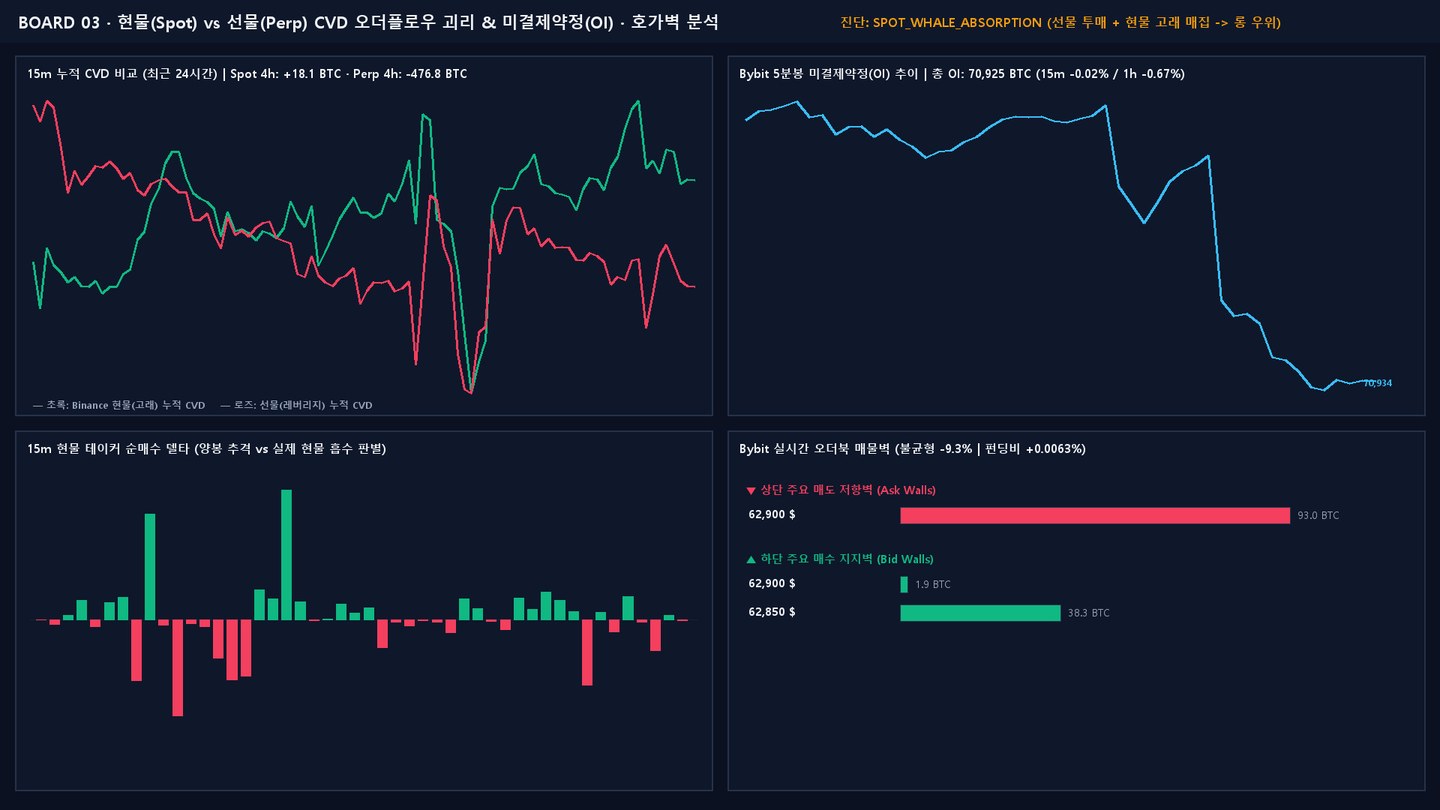 BOARD 03 · 현물(Spot) vs 선물(Perp) CVD 오더플로우 괴리 & 미결제약정(OI) · 호가벽 분석
진단: SPOT_WHALE_ABSORPTION (선물 투매 + 현물 고래 매집 -> 롱 우위)
15m 누적 CVD 비교 (최근 24시간) | Spot 4h: +18.1 BTC · Perp 4h: -476.8 BTC
— 초록: Binance 현물(고래) 누적 CVD — 로즈: 선물(레버리지) 누적 CVD
Bybit 5분봉 미결제약정(OI) 추이 | 총 OI: 70,925 BTC (15m -0.02% / 1h -0.67%)
70,934
15m 현물 테이커 순매수 델타 (양봉 추격 vs 실제 현물 흡수 판별)
Bybit 실시간 오더북 매물벽 (불균형 -9.3% | 펀딩비 +0.0063%)
▼ 상단 주요 매도 저항벽 (Ask Walls)
62,900 $ 93.0 BTC
▲ 하단 주요 매수 지지벽 (Bid Walls)
62,900 $ 1.9 BTC
62,850 $ 38.3 BTC